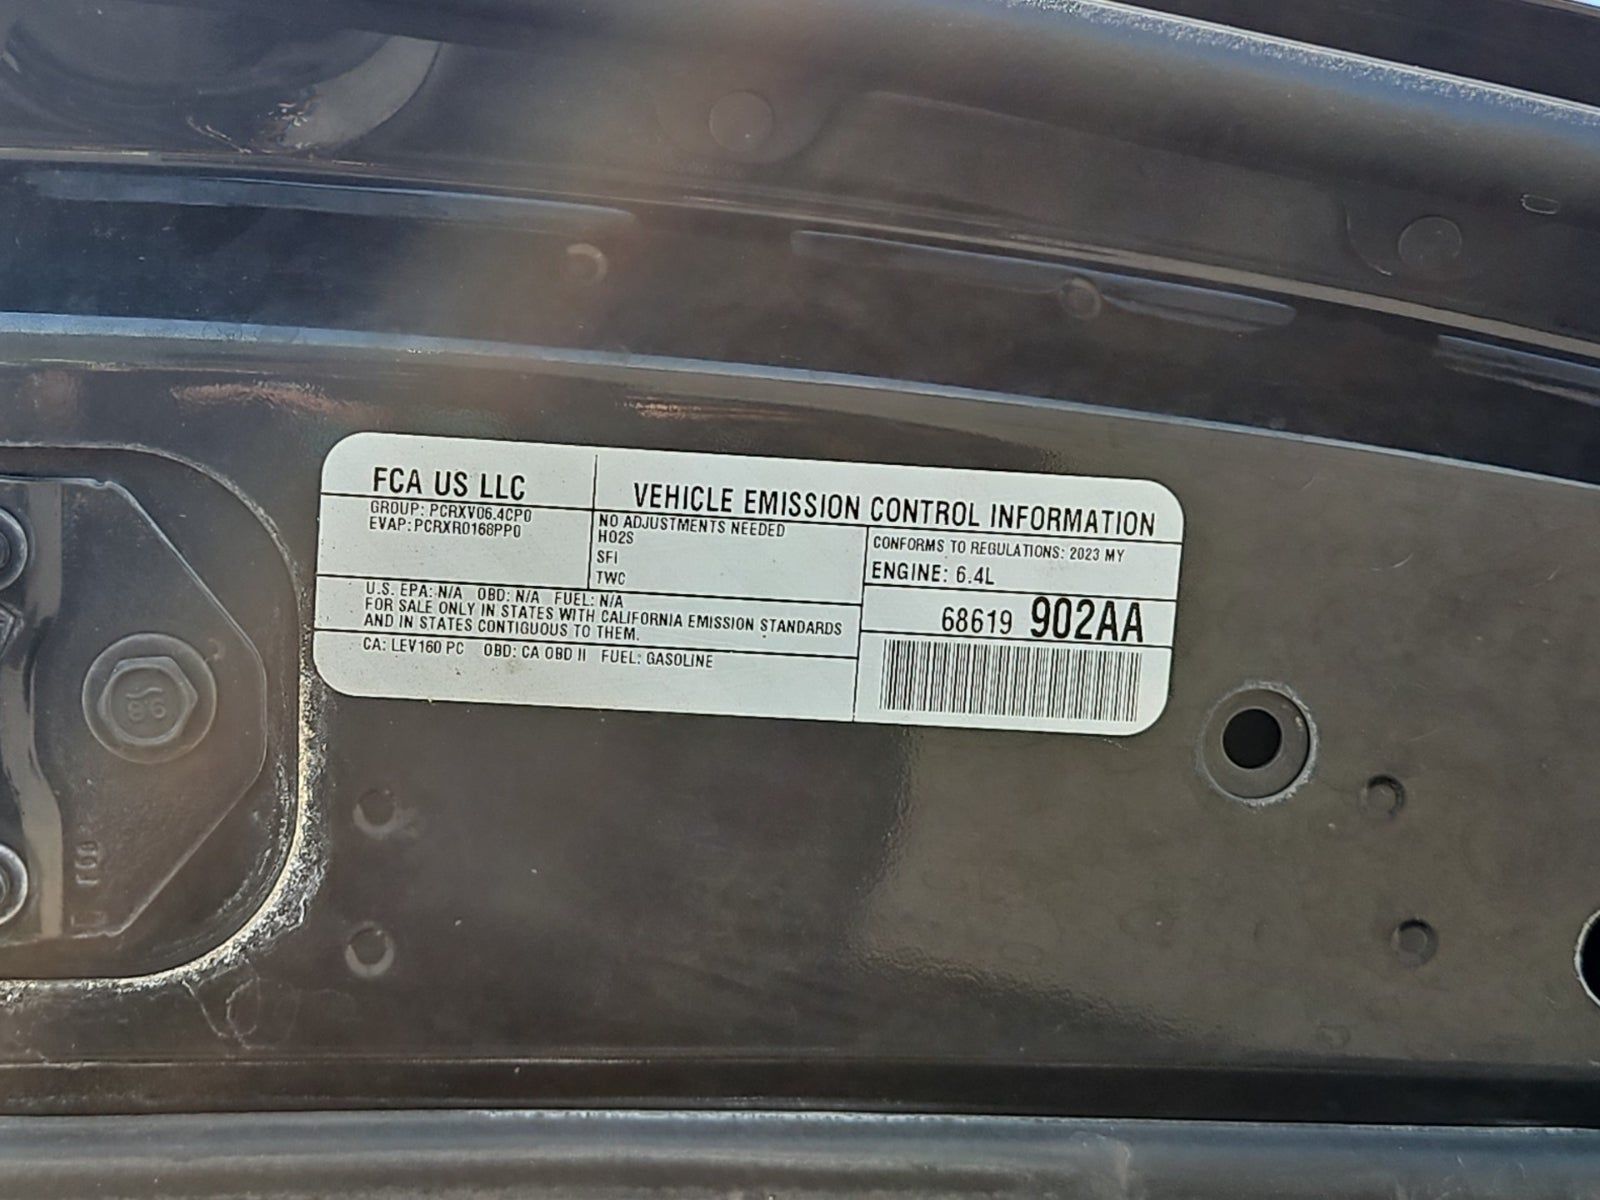 FCA US LLC
VEHICLE EMISSION CONTROL INFORMATION
GROUP: PCRXV06.4CP0
EVAP: PCRXR0168PP0
NO ADJUSTMENTS NEEDED
HO2S
SFI
TWC
CONFORMS TO REGULATIONS: 2023 MY
ENGINE: 6.4L
U.S. EPA: N/A OBD: N/A FUEL: N/A
FOR SALE ONLY IN STATES WITH CALIFORNIA EMISSION STANDARDS
AND IN STATES CONTIGUOUS TO THEM.
68619 902AA
CA: LEV160 PC OBD: CA OBD II FUEL: GASOLINE